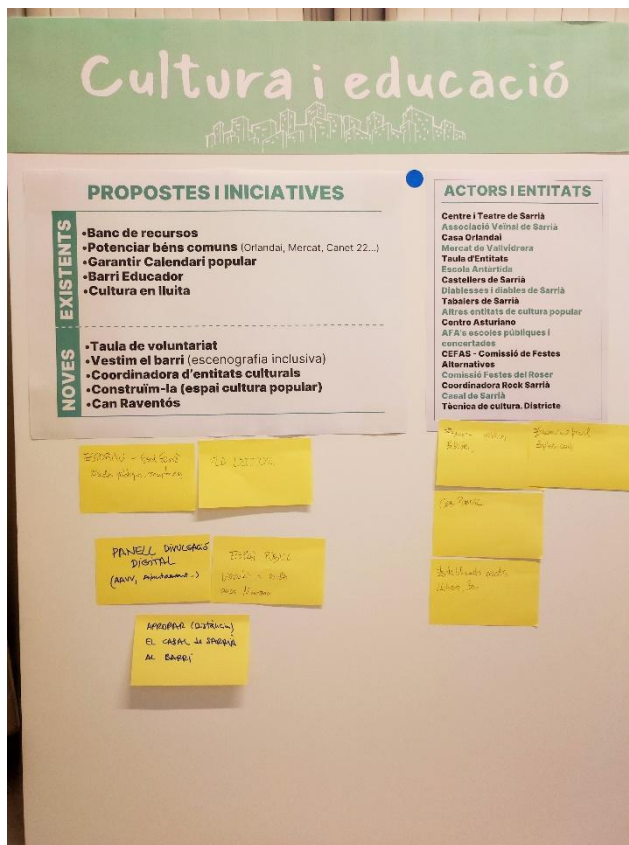 Cultura i educació
PROPOSTES I INICIATIVES
EXISTENTS
•Banc de recursos
•Potenciar béns comuns (Orlandai, Mercat, Canet 22...)
•Garantir Calendari popular
•Barri Educador
•Cultura en lluita
NOVES
•Taula de voluntariat
•Vestim el barri (escenografia inclusiva)
•Coordinadora d'entitats culturals
•Construïm-la (espai cultura popular)
•Can Raventós
ACTORS I ENTITATS
Centre i Teatre de Sarrià
Associació Veïnal de Sarrià
Casa Orlandai
Mercat de Vallvidrera
Taula d'Entitats
Escola Antàrtida
Castellers de Sarrià
Diablesses i diables de Sarrià
Tabalers de Sarrià
Altres entitats de cultura popular
Centro Asturiano
AFA's escoles públiques i
concertades
CEFAS - Comissió de Festes
Alternatives
Comissió Festes del Roser
Coordinadora Rock Sarrià
Casal de Sarrià
Tècnica de cultura. Districte
PANELL DIVULGACIÓ
DIGITAL
(AAVV, Ajuntament..)
APROPAR (Distància)
EL CASAL de SARRIÀ
AL BARRI